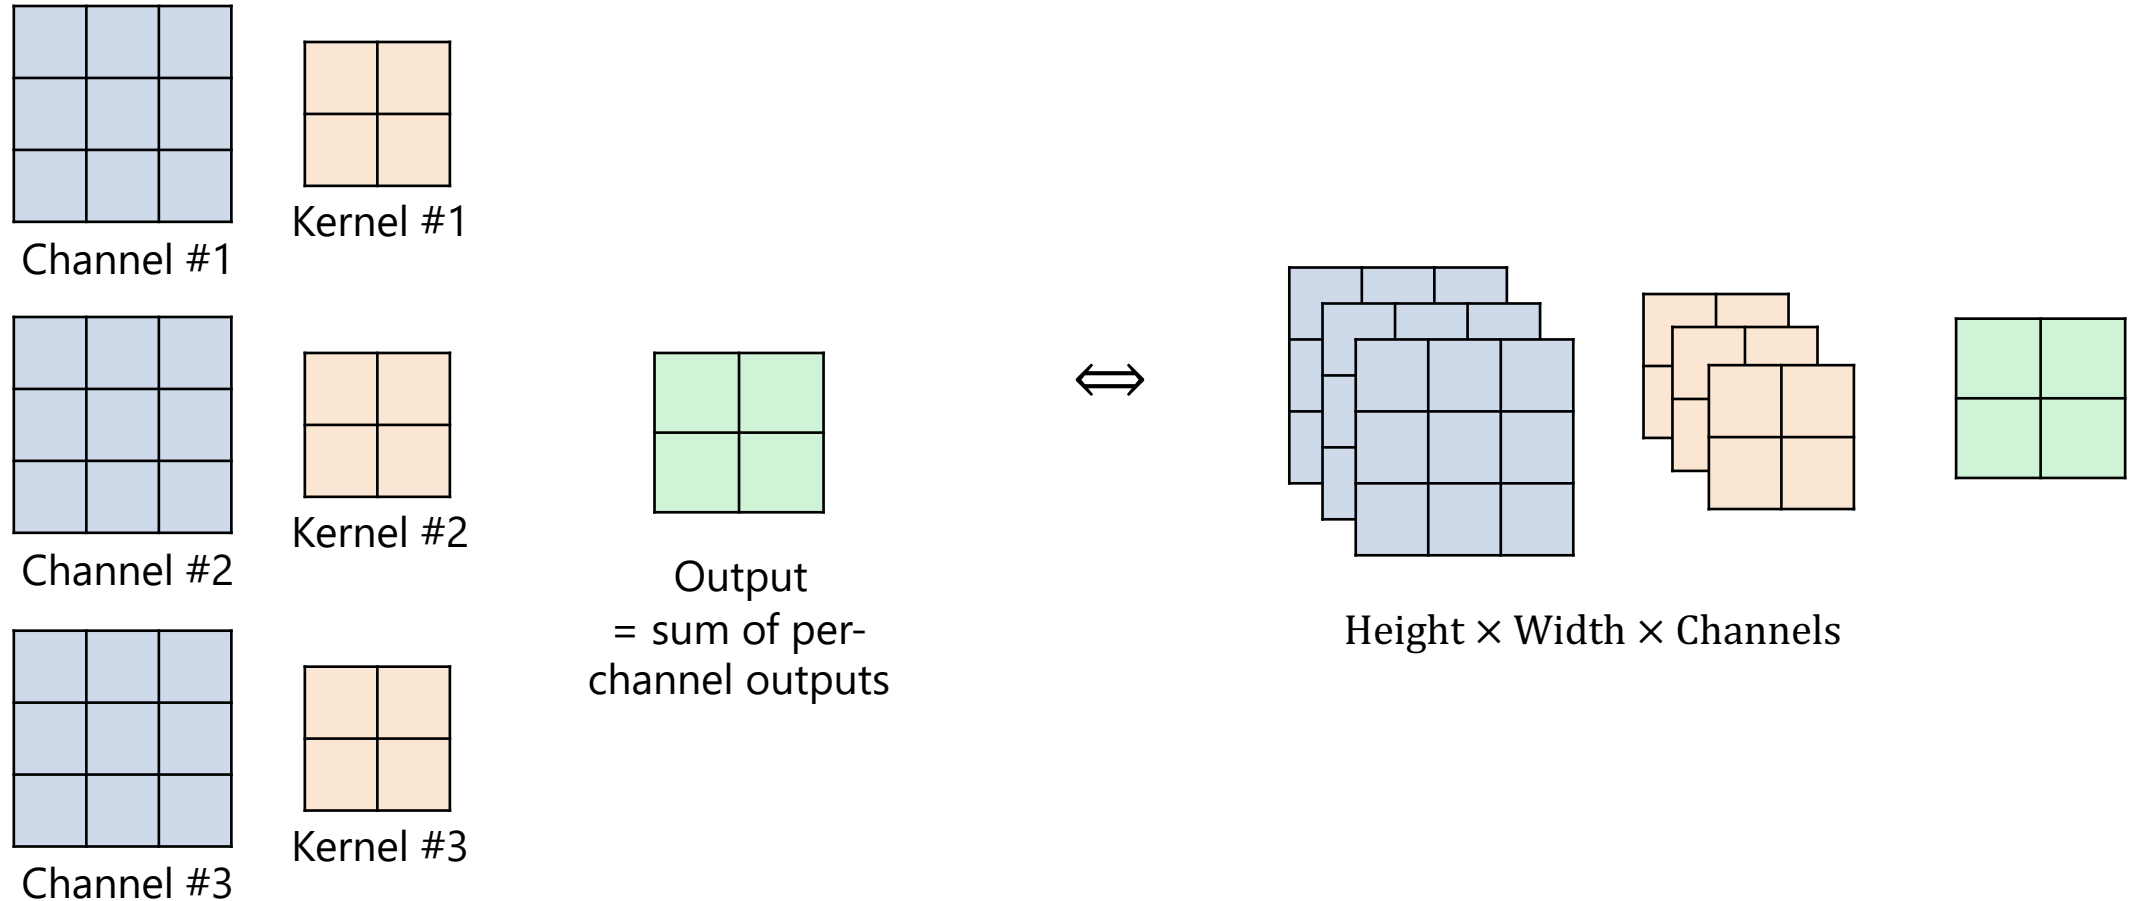 Channel #1
Kernel #1
Channel #2
Kernel #2
Channel #3
Kernel #3
Output
= sum of per-
channel outputs
⇔
Height × Width × Channels